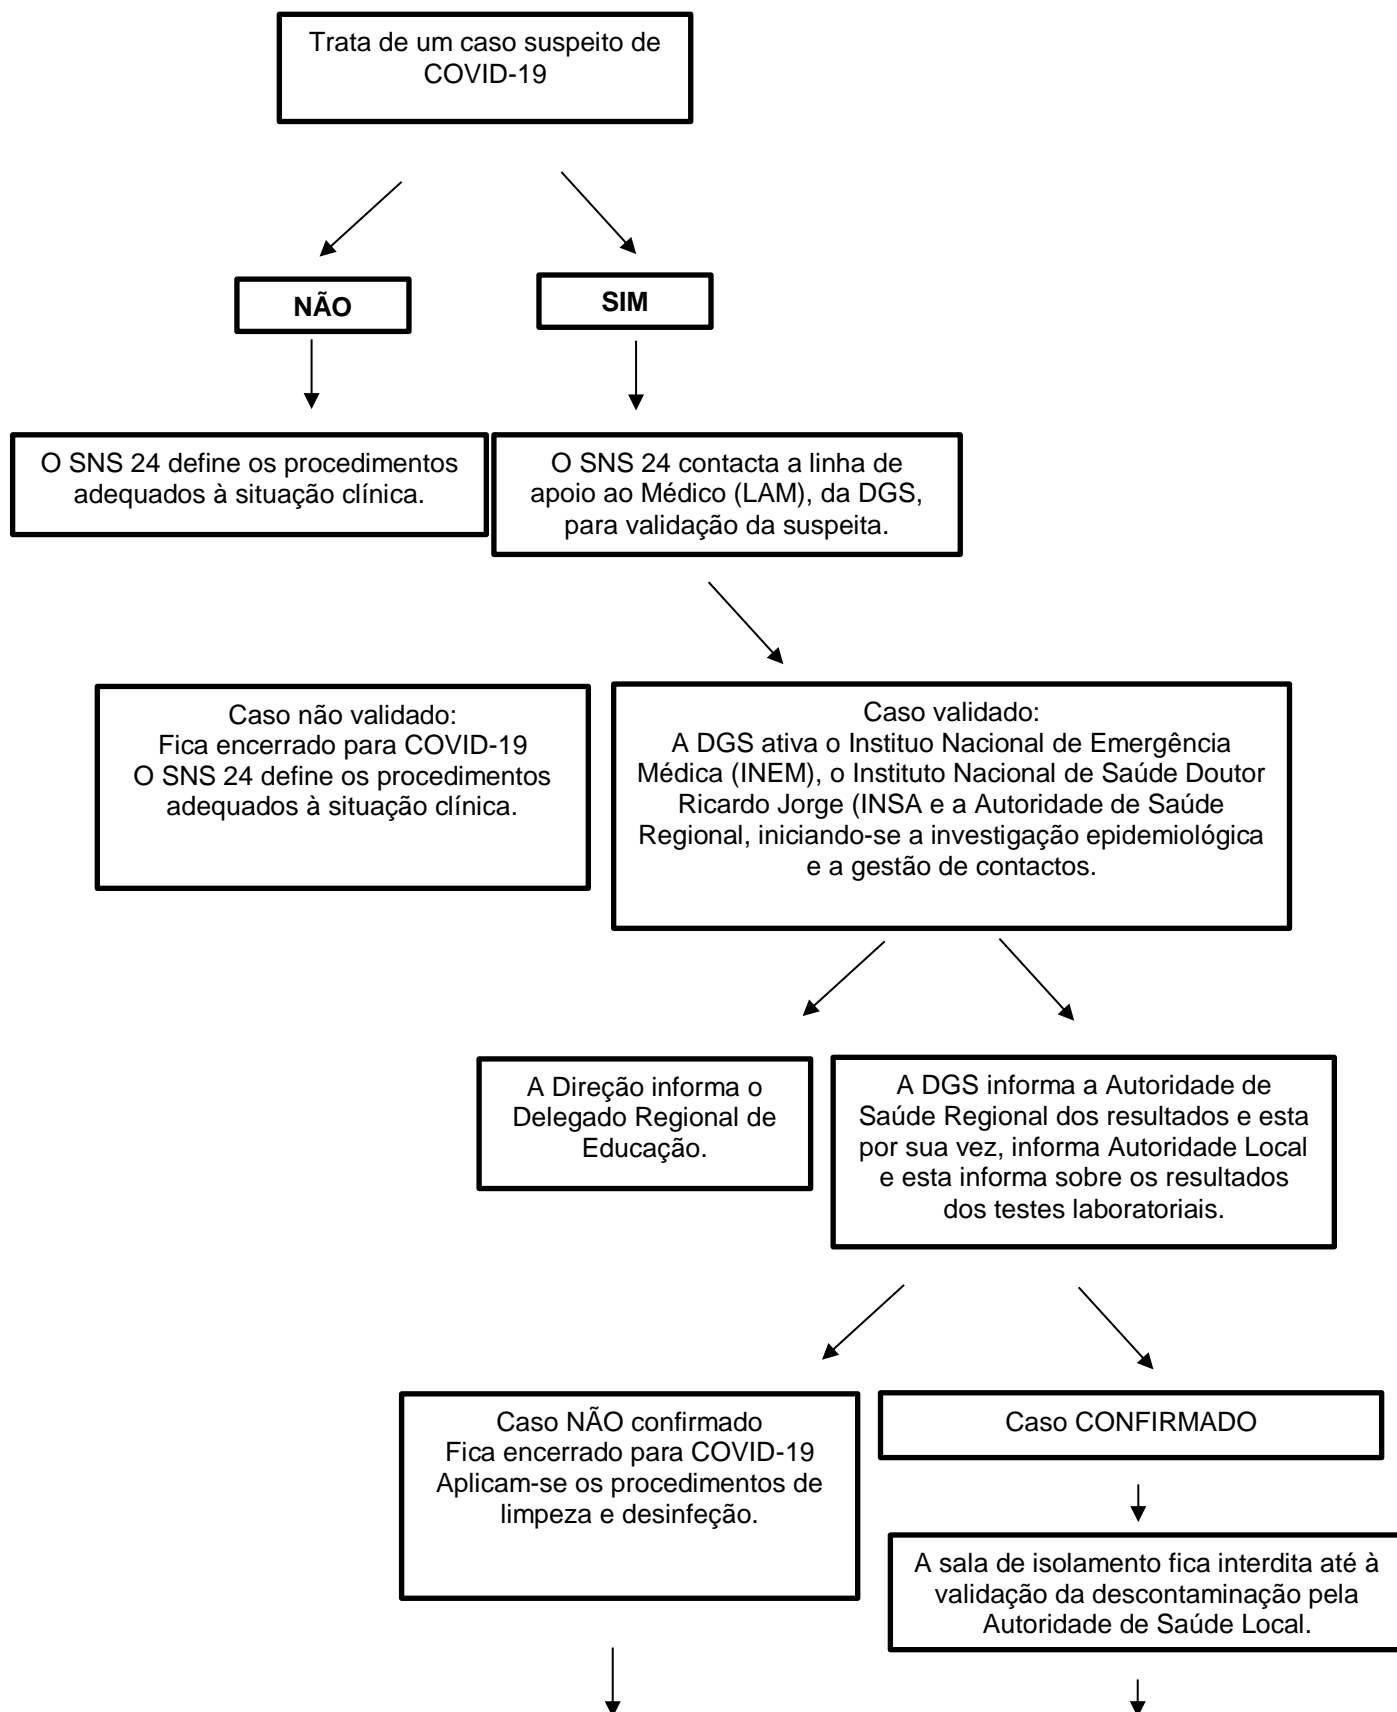 Trata de um caso suspeito de
COVID-19
NÃO
SIM
O SNS 24 define os procedimentos
adequados à situação clínica.
O SNS 24 contacta a linha de
apoio ao Médico (LAM), da DGS,
para validação da suspeita.
Caso não validado:
Fica encerrado para COVID-19
O SNS 24 define os procedimentos
adequados à situação clínica.
Caso validado:
A DGS ativa o Instituo Nacional de Emergência
Médica (INEM), o Instituto Nacional de Saúde Doutor
Ricardo Jorge (INSA e a Autoridade de Saúde
Regional, iniciando-se a investigação epidemiológica
e a gestão de contactos.
A Direção informa o
Delegado Regional de
Educação.
A DGS informa a Autoridade de
Saúde Regional dos resultados e esta
por sua vez, informa Autoridade Local
e esta informa sobre os resultados
dos testes laboratoriais.
Caso NÃO confirmado
Fica encerrado para COVID-19
Aplicam-se os procedimentos de
limpeza e desinfeção.
Caso CONFIRMADO
A sala de isolamento fica interdita até à
validação da descontaminação pela
Autoridade de Saúde Local.